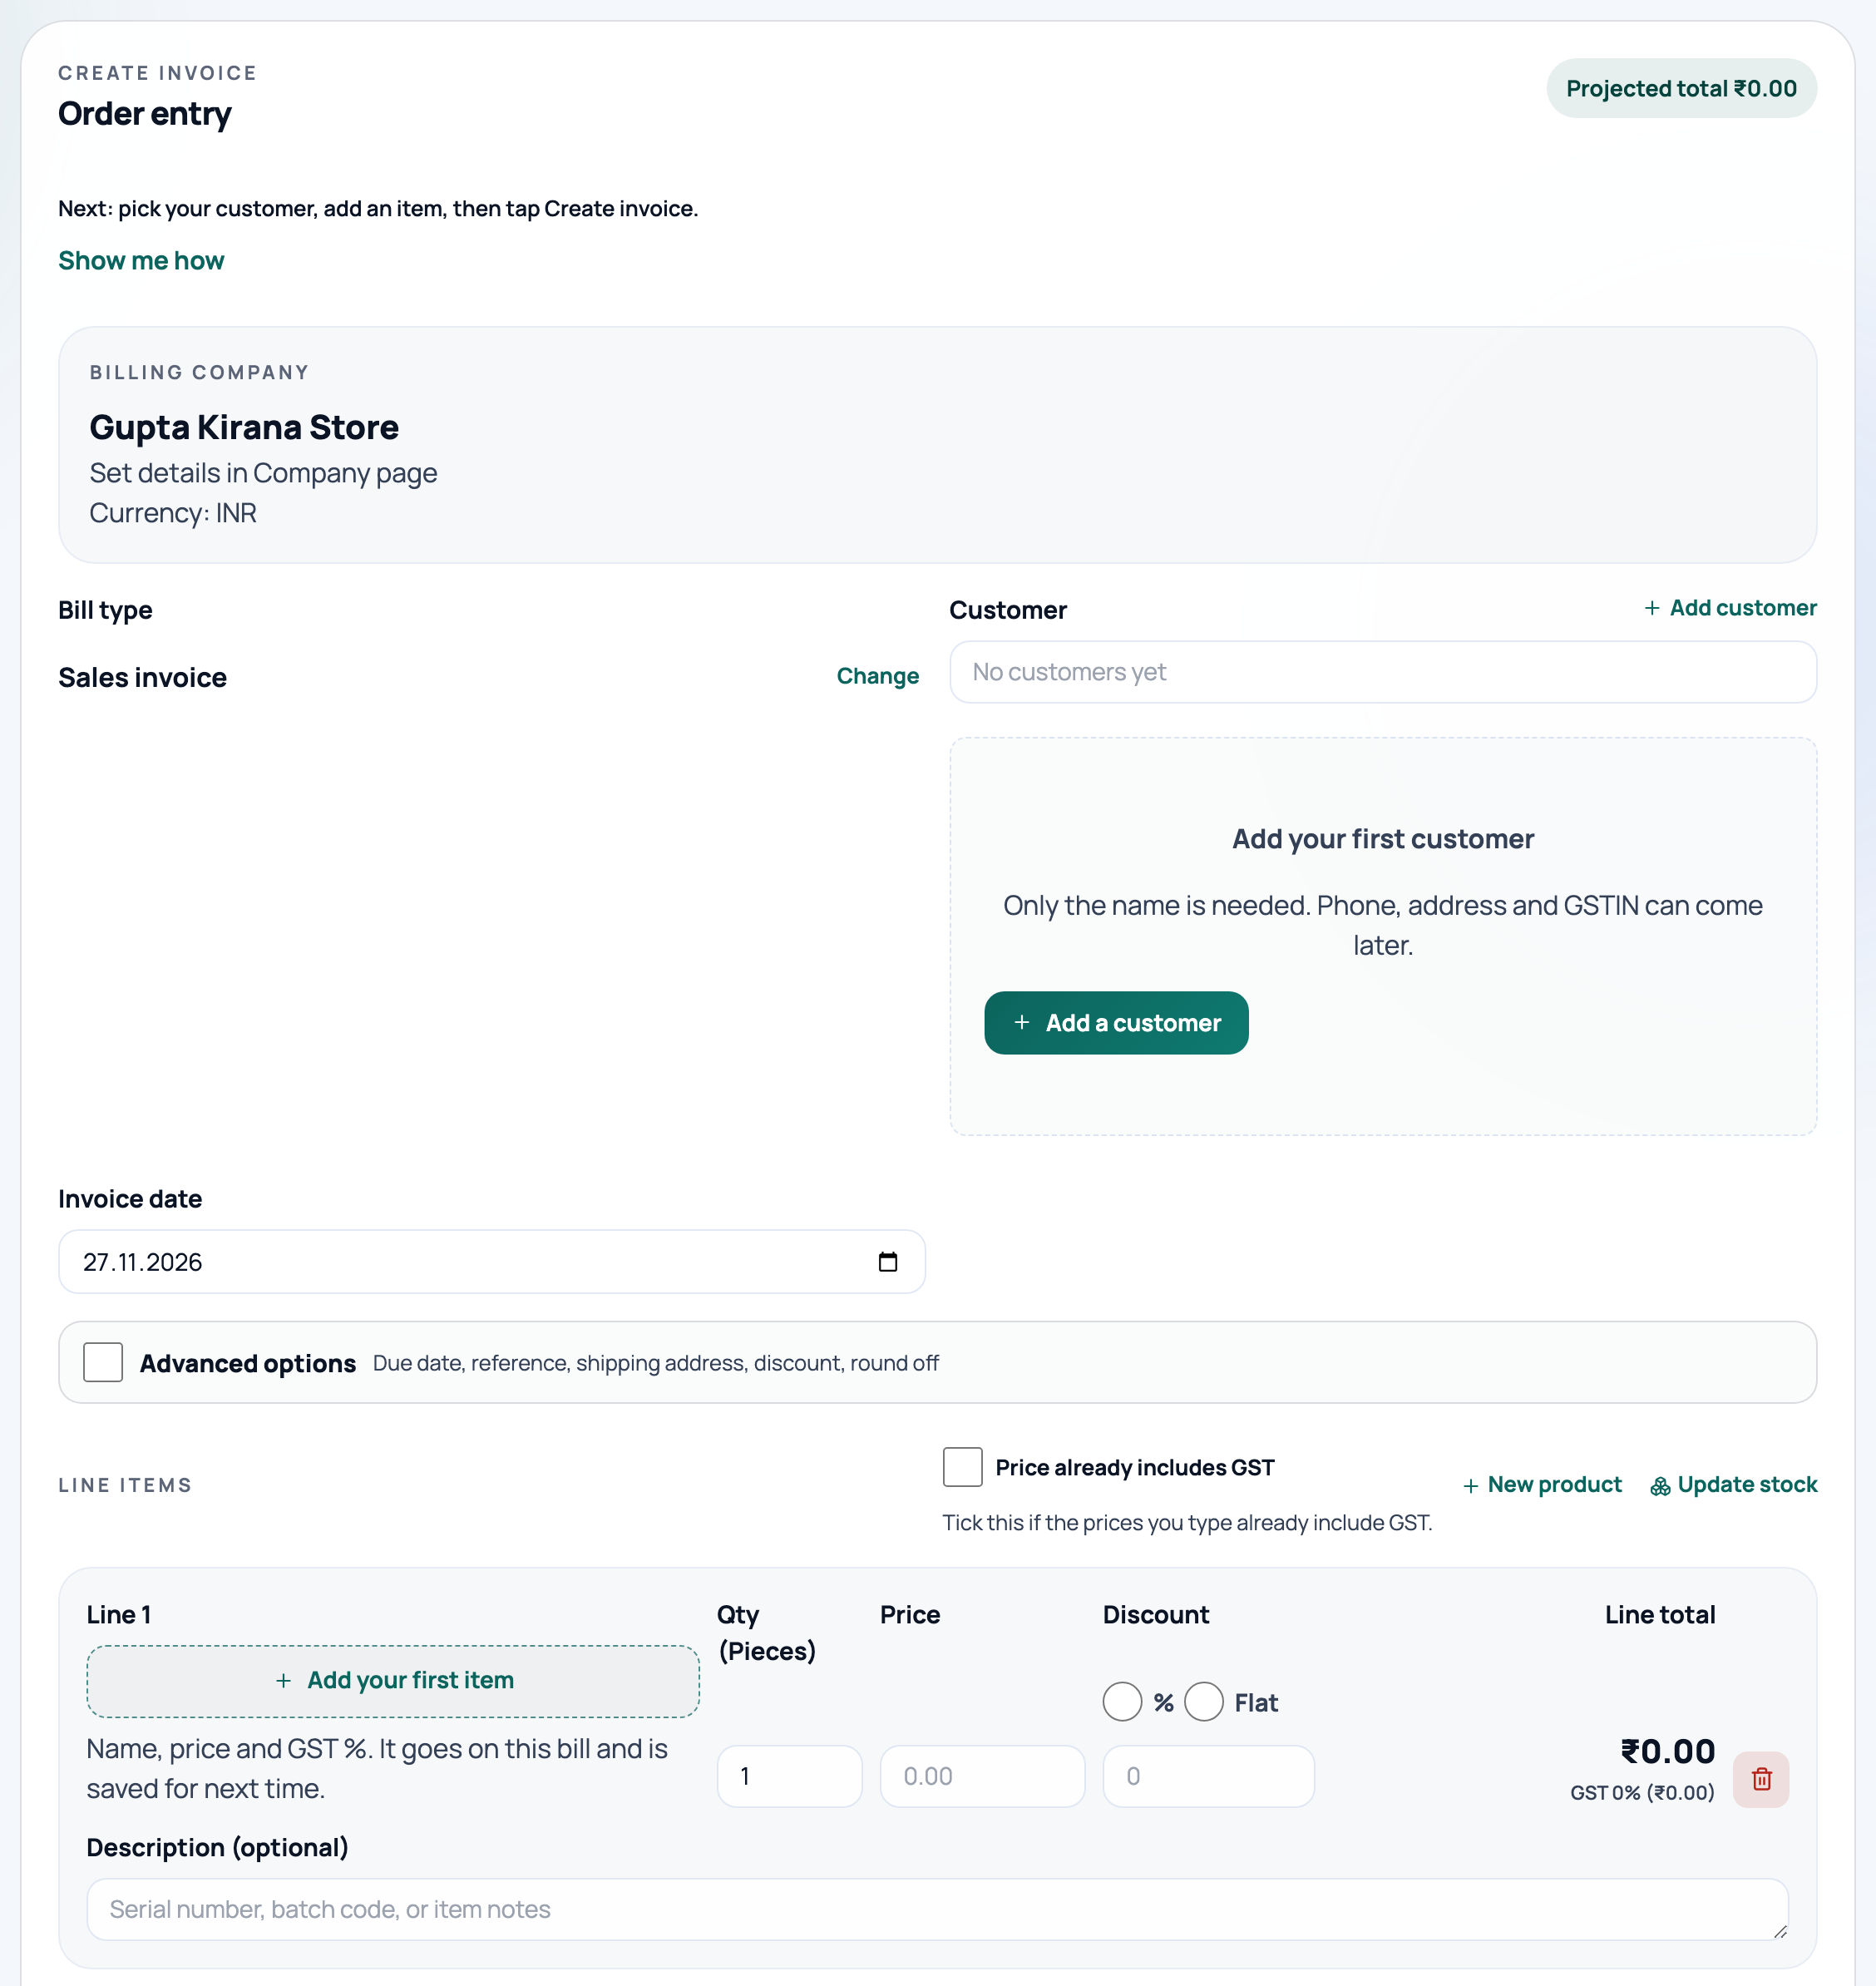 CREATE INVOICE
Order entry
Projected total ₹0.00
Next: pick your customer, add an item, then tap Create invoice.
Show me how
BILLING COMPANY
Gupta Kirana Store
Set details in Company page
Currency: INR
Bill type
Sales invoice
Change
Customer
+ Add customer
No customers yet
Add your first customer
Only the name is needed. Phone, address and GSTIN can come
later.
+ Add a customer
Invoice date
27.11.2026
Advanced options Due date, reference, shipping address, discount, round off
LINE ITEMS
Price already includes GST
Tick this if the prices you type already include GST.
+ New product
Update stock
Line 1
+ Add your first item
Name, price and GST %. It goes on this bill and is
saved for next time.
Qty
(Pieces)
1
Price
0.00
Discount
% Flat
0
Line total
₹0.00
GST 0% (₹0.00)
Description (optional)
Serial number, batch code, or item notes